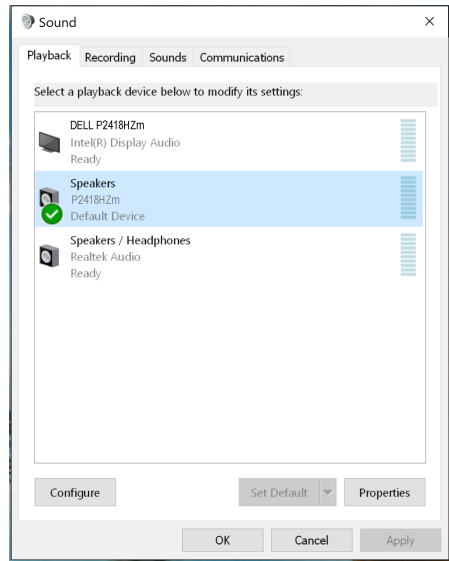 Sound
Playback Recording Sounds Communications
Select a playback device below to modify its settings:
DELL P2418HZm
Intel(R) Display Audio
Ready
Speakers
P2418HZm
Default Device
Speakers / Headphones
Realtek Audio
Ready
Configure Set Default Properties
OK Cancel Apply